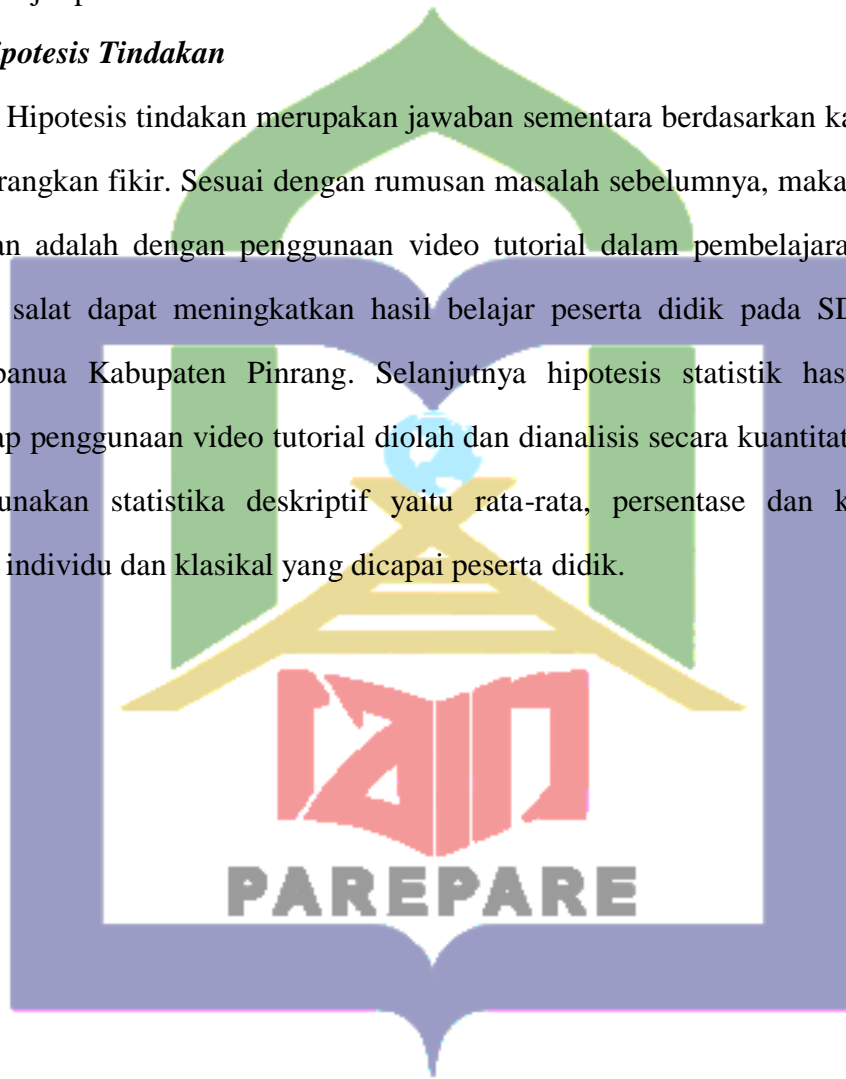 ipotesis Tindakan
Hipotesis tindakan merupakan jawaban sementara berdasarkan ka
rangkan fikir. Sesuai dengan rumusan masalah sebelumnya, maka
an adalah dengan penggunaan video tutorial dalam pembelajara
salat dapat meningkatkan hasil belajar peserta didik pada SD
panua Kabupaten Pinrang. Selanjutnya hipotesis statistik has
ap penggunaan video tutorial diolah dan dianalisis secara kuantitat
unakan statistika deskriptif yaitu rata-rata, persentase dan k
individu dan klasikal yang dicapai peserta didik.
iain
PAREPARE